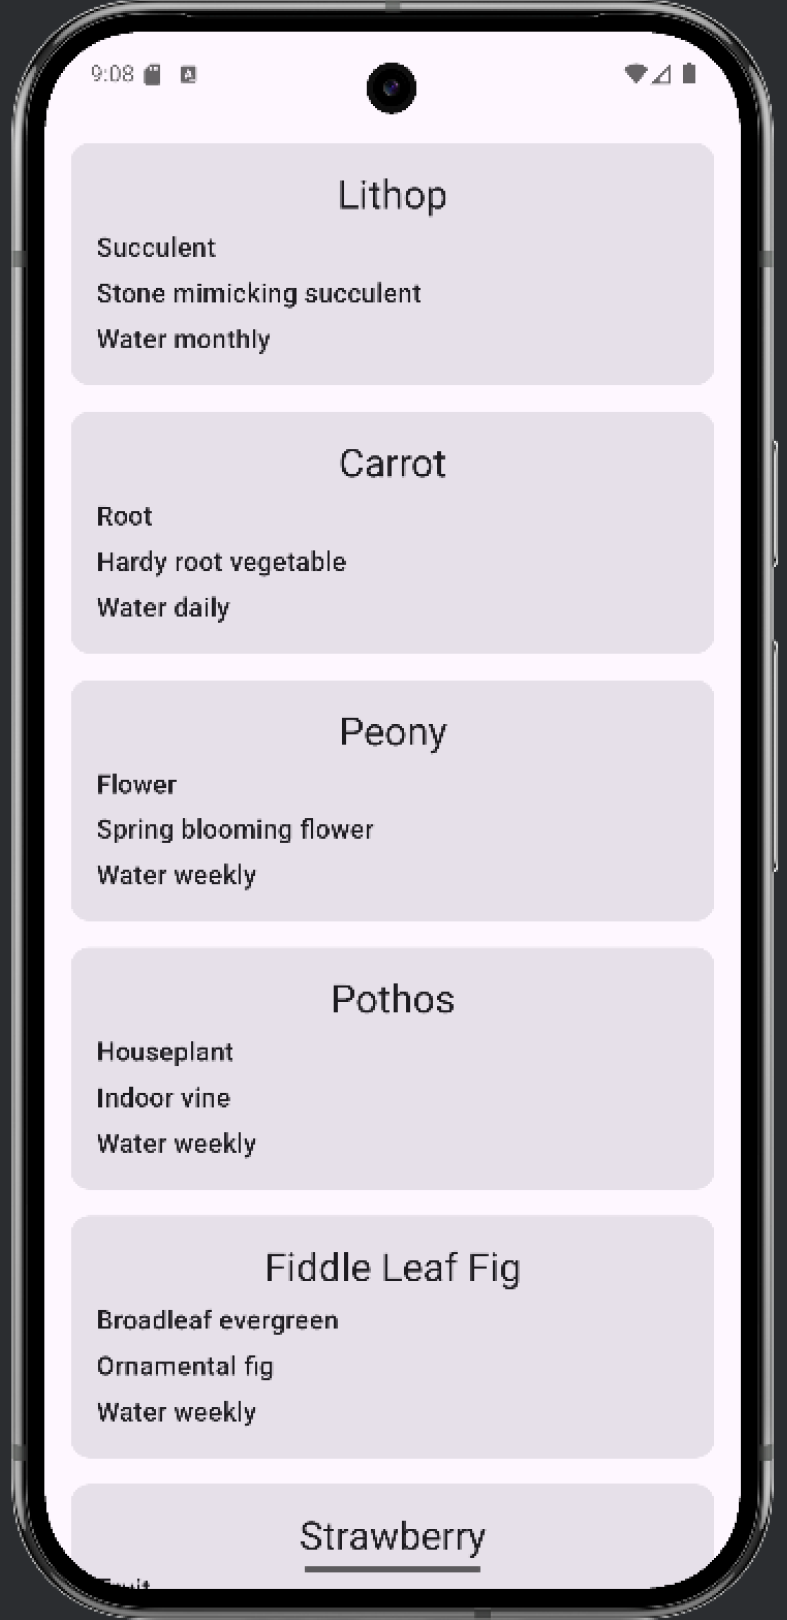 9:08
Lithop
Succulent
Stone mimicking succulent
Water monthly
Carrot
Root
Hardy root vegetable
Water daily
Peony
Flower
Spring blooming flower
Water weekly
Pothos
Houseplant
Indoor vine
Water weekly
Fiddle Leaf Fig
Broadleaf evergreen
Ornamental fig
Water weekly
Strawberry
Fruit